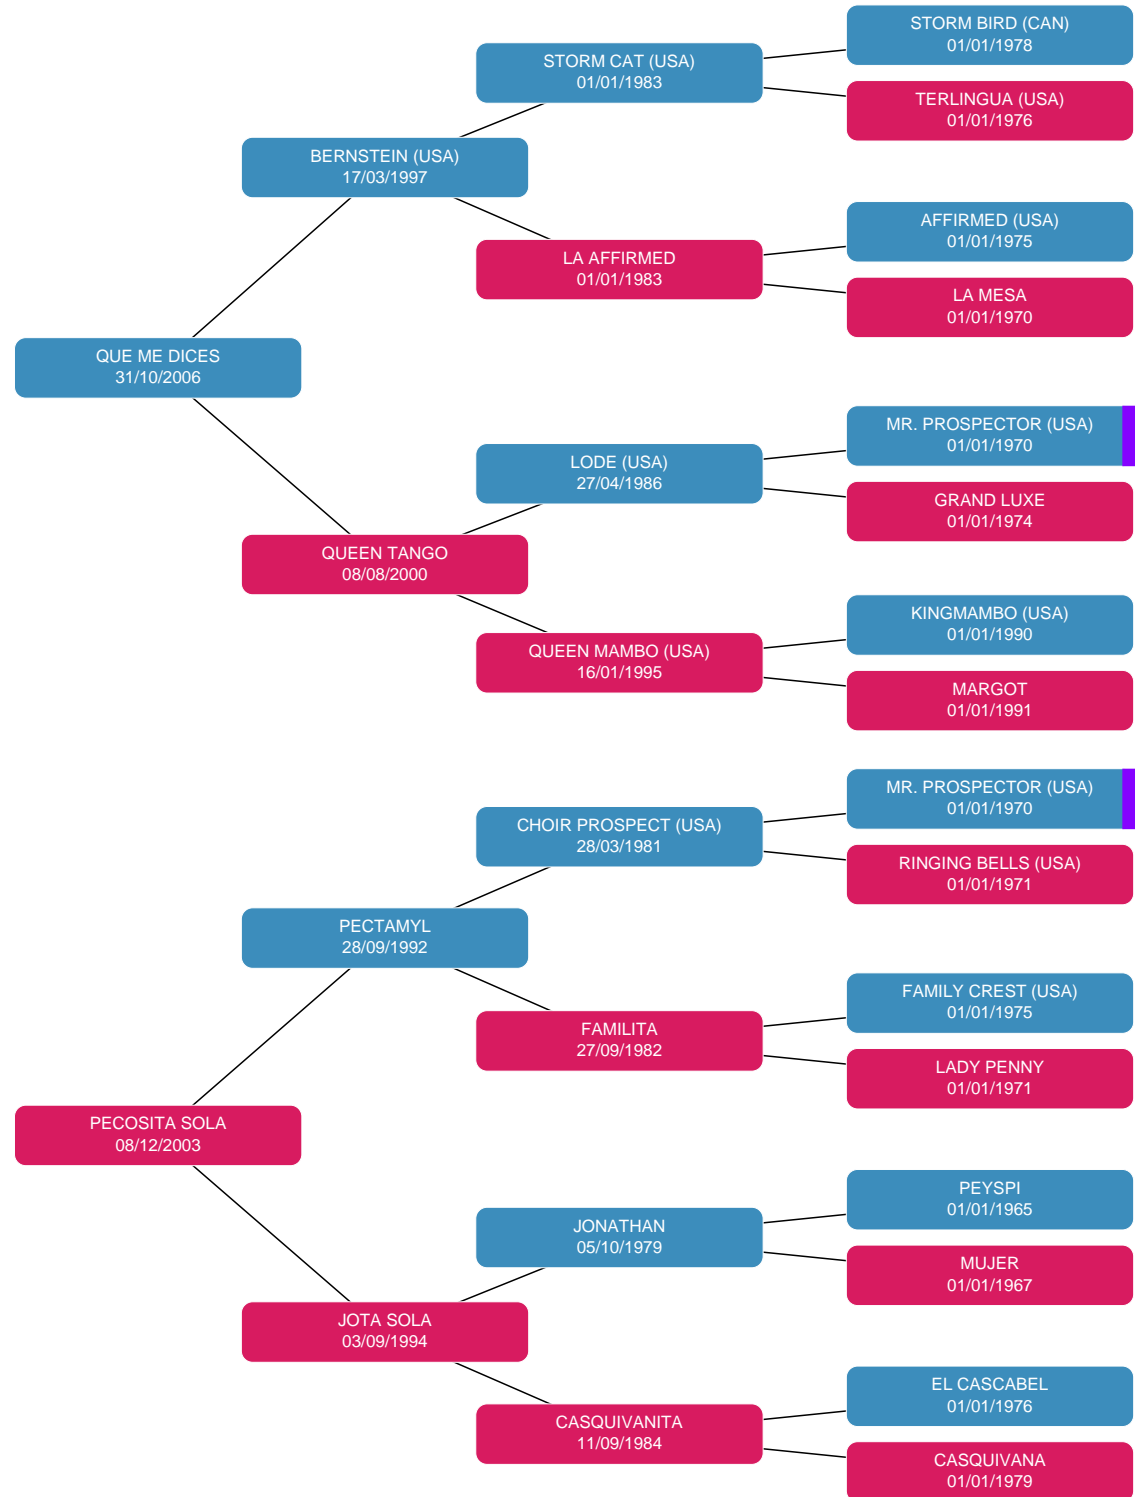 STORM BIRD (CAN)
01/01/1978
STORM CAT (USA)
01/01/1983
TERLINGUA (USA)
01/01/1976
BERNSTEIN (USA)
17/03/1997
AFFIRMED (USA)
01/01/1975
LA AFFIRMED
01/01/1983
LA MESA
01/01/1970
QUE ME DICES
31/10/2006
MR. PROSPECTOR (USA)
01/01/1970
LODE (USA)
27/04/1986
GRAND LUXE
01/01/1974
QUEEN TANGO
08/08/2000
KINGMAMBO (USA)
01/01/1990
QUEEN MAMBO (USA)
16/01/1995
MARGOT
01/01/1991
MR. PROSPECTOR (USA)
01/01/1970
CHOIR PROSPECT (USA)
28/03/1981
RINGING BELLS (USA)
01/01/1971
PECTAMYL
28/09/1992
FAMILY CREST (USA)
01/01/1975
FAMILITA
27/09/1982
LADY PENNY
01/01/1971
PECOSITA SOLA
08/12/2003
PEYSPI
01/01/1965
JONATHAN
05/10/1979
MUJER
01/01/1967
JOTA SOLA
03/09/1994
EL CASCABEL
01/01/1976
CASQUIVANITA
11/09/1984
CASQUIVANA
01/01/1979